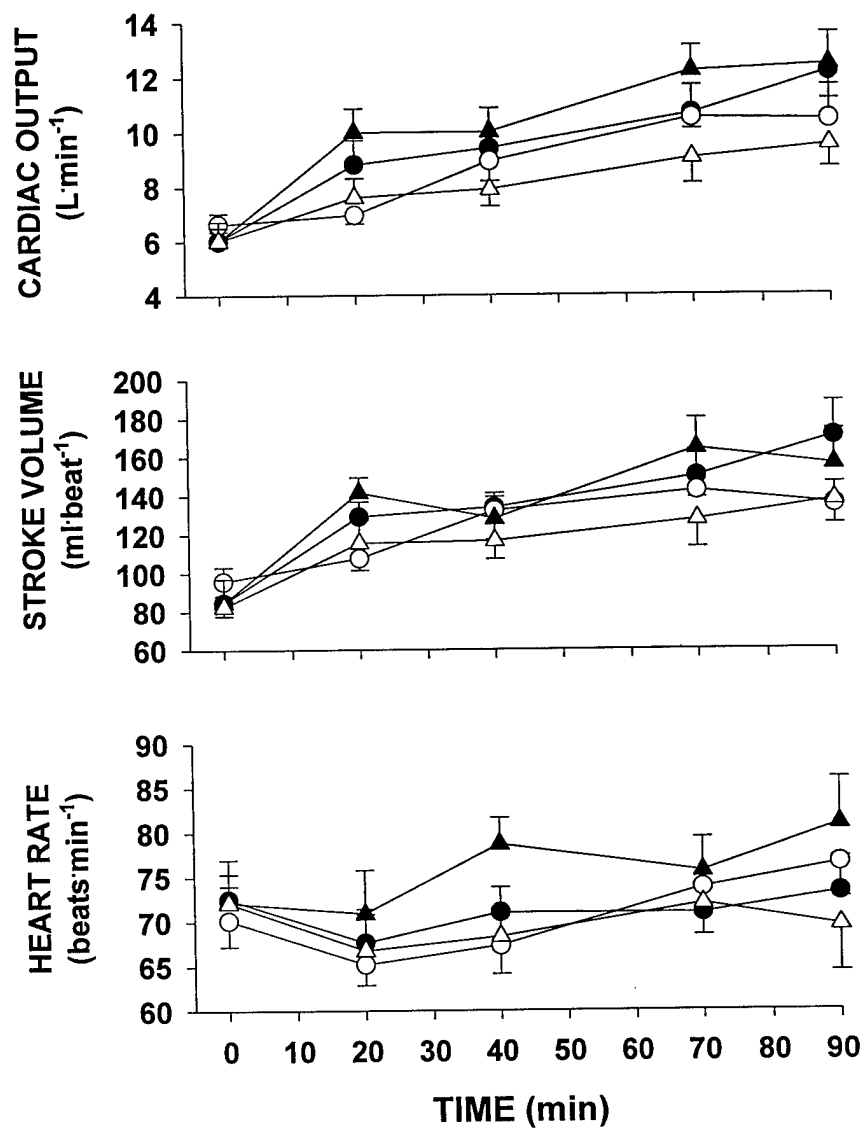 CARDIAC OUTPUT
(L·min-1)
14
12
10
8
6
4
STROKE VOLUME
(ml·beat-1)
200
180
160
140
120
100
80
60
HEART RATE
(beats·min-1)
90
85
80
75
70
65
60
0 10 20 30 40 50 60 70 80 90
TIME (min)